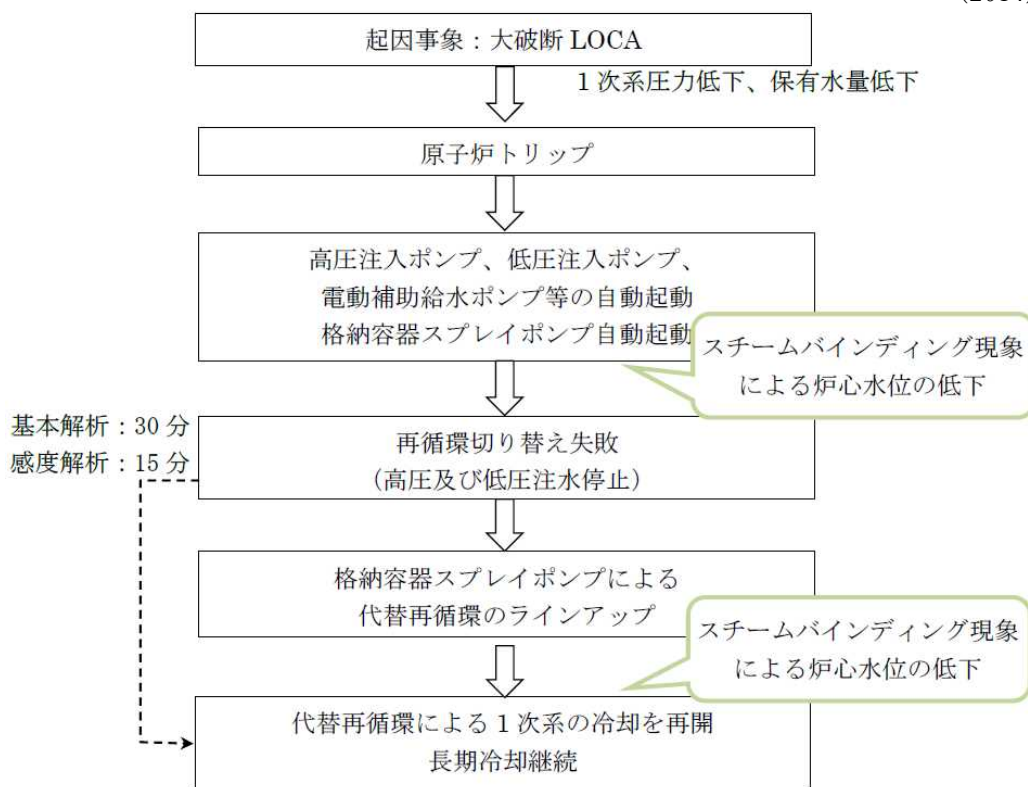 起因事象：大破断 LOCA
1 次系圧力低下、保有水量低下
原子炉トリップ
高圧注入ポンプ、低圧注入ポンプ、
電動補助給水ポンプ等の自動起動
格納容器スプレイポンプ自動起動
スチームバインディング現象
による炉心水位の低下
基本解析：30 分
感度解析：15 分
再循環切り替え失敗
（高圧及び低圧注水停止）
格納容器スプレイポンプによる
代替再循環のラインアップ
スチームバインディング現象
による炉心水位の低下
代替再循環による 1 次系の冷却を再開
長期冷却継続